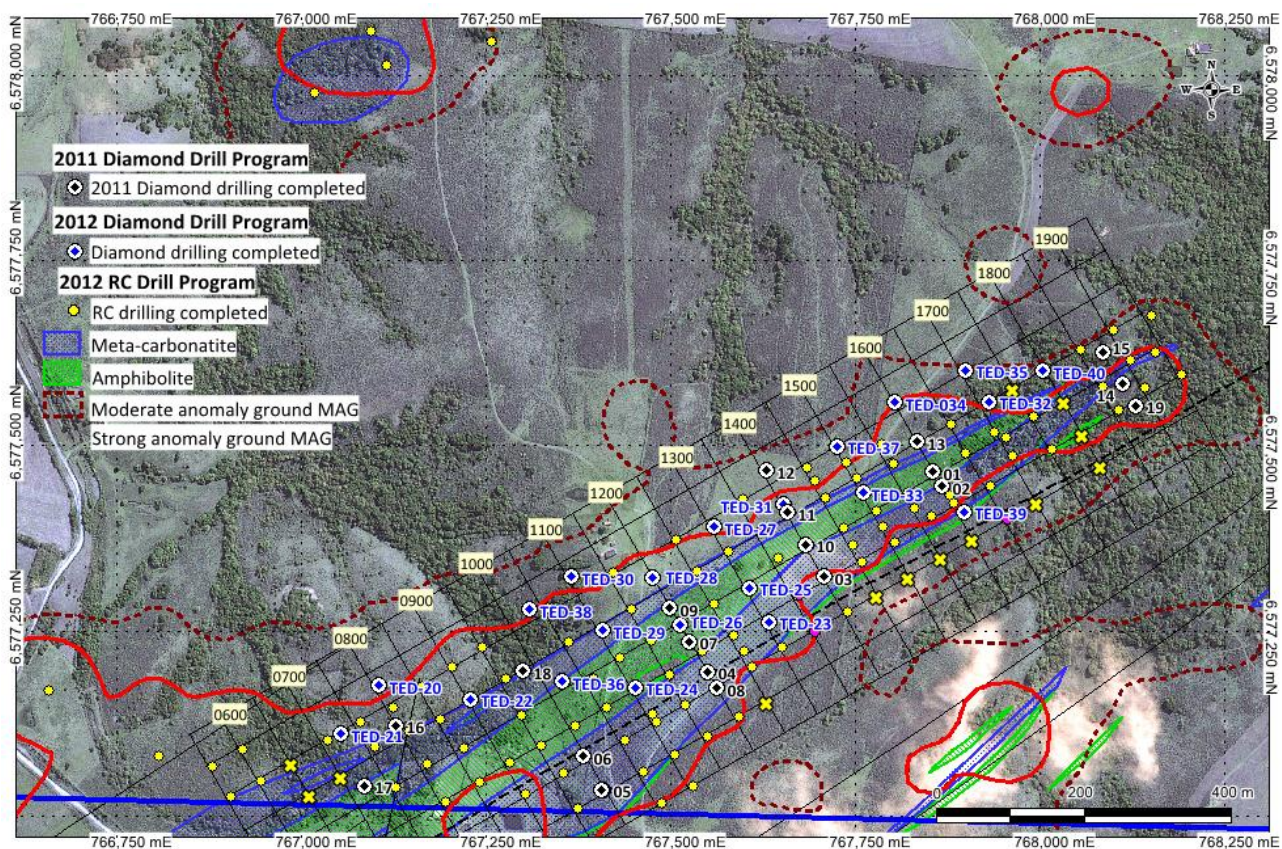 766,750 mE
767,000 mE
767,250 mE
767,500 mE
767,750 mE
768,000 mE
768,250 mE
6.578,000 mN
6.578,000 mN
N
W
E
S
2011 Diamond Drill Program
2011 Diamond drilling completed
2012 Diamond Drill Program
Diamond drilling completed
2012 RC Drill Program
RC drilling completed
Meta-carbonatite
Amphibolite
Moderate anomaly ground MAG
Strong anomaly ground MAG
6.577,750 mN
6.577,750 mN
1900
1800
1700
1600
1500
1400
1300
1200
1100
1000
0900
0800
0700
0600
15
TED-35
TED-40
14
19
TED-034
TED-32
6.577,500 mN
6.577,500 mN
13
TED-37
12
01
02
TED-33
TED-31
11
TED-39
TED-27
10
03
TED-30
TED-28
TED-25
09
TED-38
TED-26
TED-23
TED-29
07
6.577,250 mN
6.577,250 mN
18
04
TED-20
TED-36
TED-24
08
TED-22
16
TED-21
06
17
05
0
200
400 m
766,750 mE
767,000 mE
767,250 mE
767,500 mE
767,750 mE
768,000 mE
768,250 mE